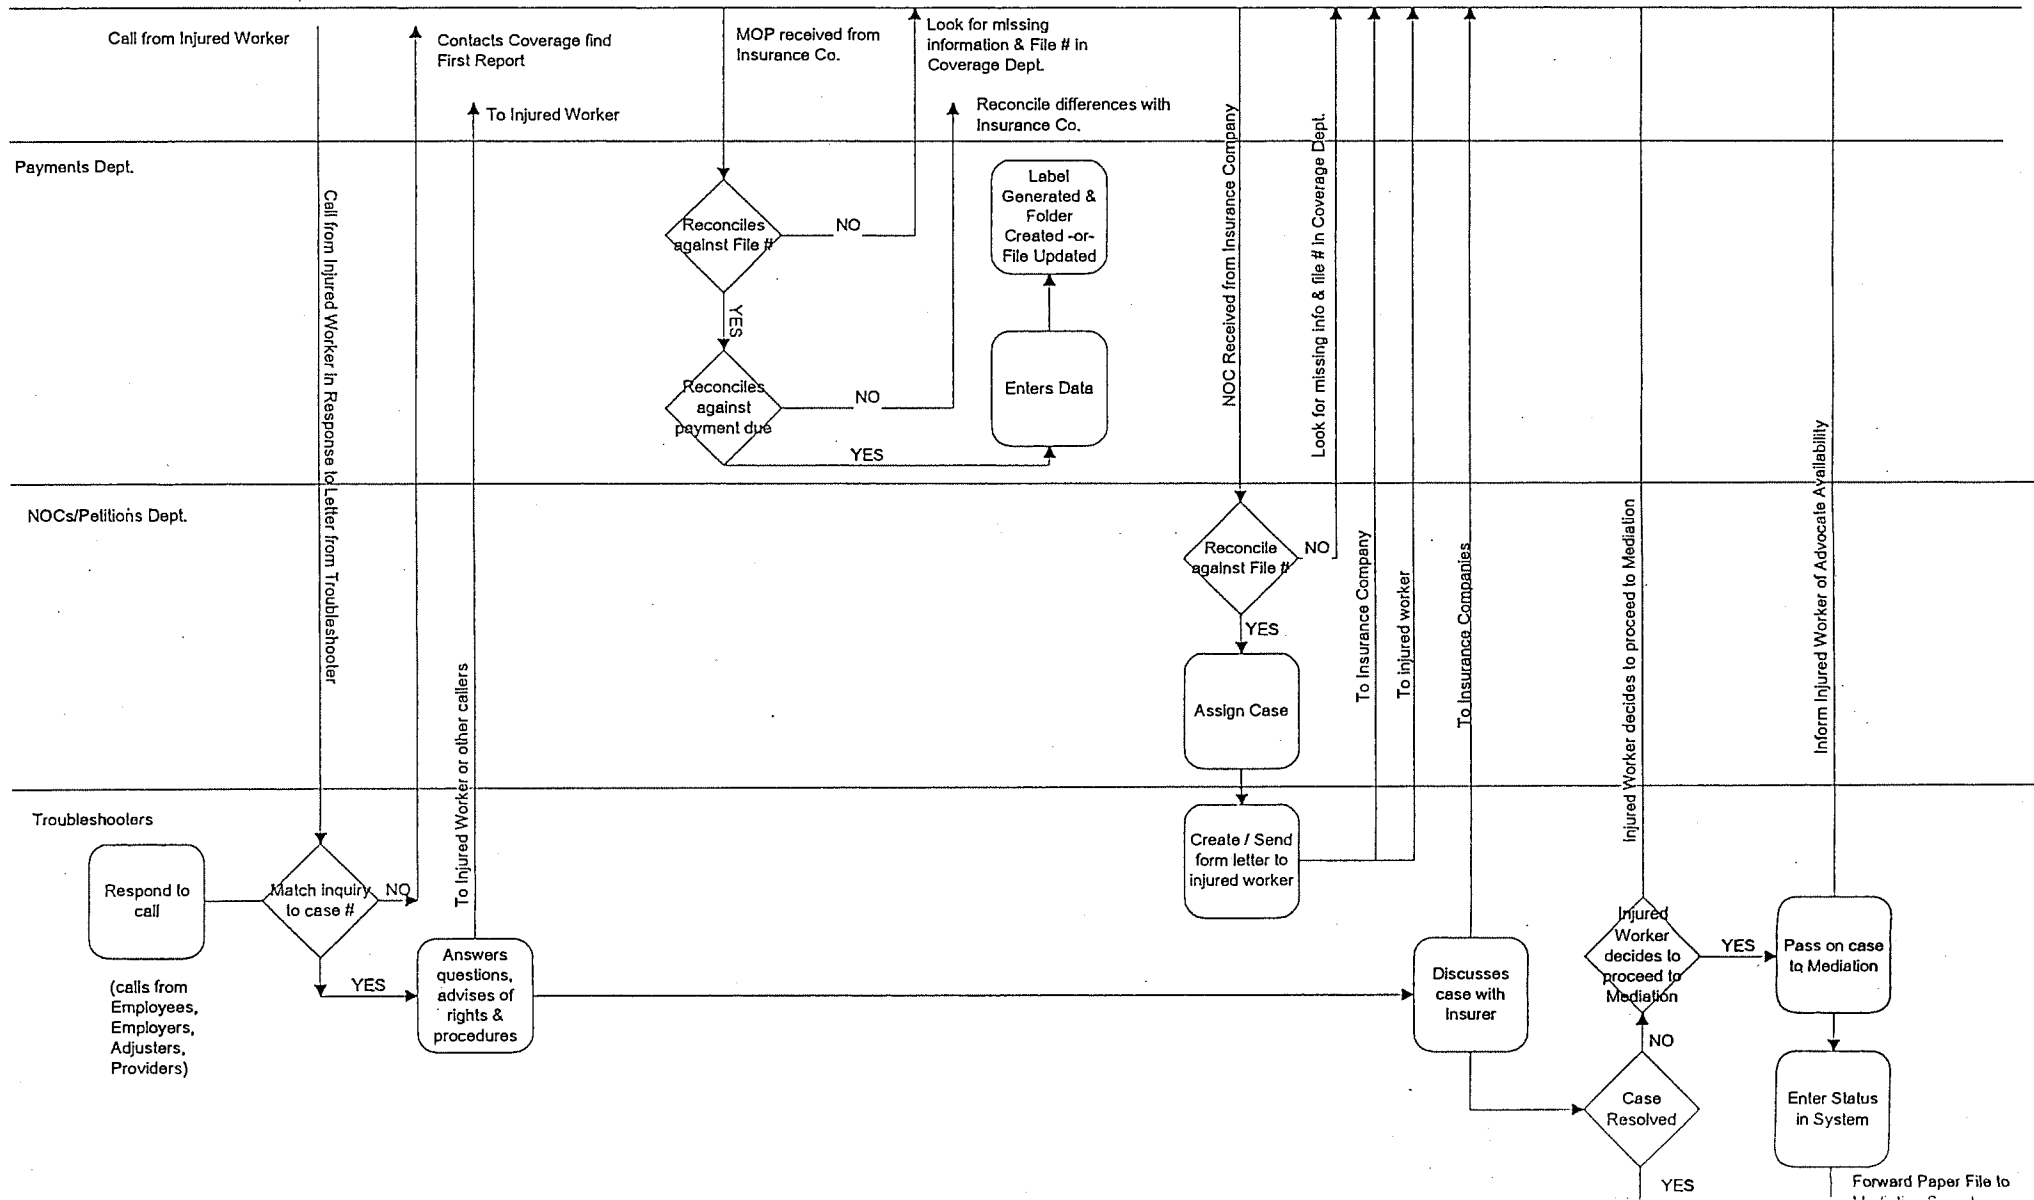 Call from Injured Worker
Contacts Coverage find
First Report
To Injured Worker
MOP received from
Insurance Co.
Look for missing
information & File # in
Coverage Dept.
Reconcile differences with
Insurance Co.
Payments Dept.
Call from Injured Worker in Response to Letter from Troubleshooter
Reconciles
against File #
NO
YES
Reconciles
against
payment due
NO
YES
Label
Generated &
Folder
Created -or-
File Updated
Enters Data
NOC Received from Insurance Company
Look for missing info & file # in Coverage Dept.
NOCs/Petitions Dept.
Reconcile
against File #
NO
YES
Assign Case
To Insurance Company
To injured worker
To Insurance Companies
Injured Worker decides to proceed to Mediation
Inform Injured Worker of Advocate Availability
Troubleshooters
Respond to
call
(calls from
Employees,
Employers,
Adjusters,
Providers)
Match inquiry
to case #
NO
YES
To Injured Worker or other callers
Answers
questions,
advises of
rights &
procedures
Create / Send
form letter to
injured worker
Discusses
case with
Insurer
Injured
Worker
decides to
proceed to
Mediation
YES
NO
Pass on case
to Mediation
Case
Resolved
YES
Enter Status
in System
Forward Paper File to